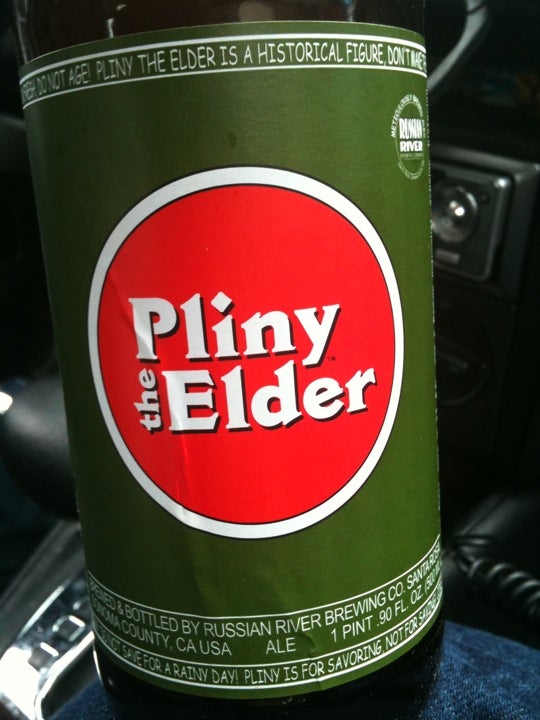 DO NOT AGE! PLINY THE ELDER IS A HISTORICAL FIGURE, DON'T
RUSSIAN
RIVER
Pliny
the
Elder
& BOTTLED BY RUSSIAN RIVER BREWING CO. SANTA
COUNTY, CA USA ALE 1 PINT .90 FL. OZ.
SAVE FOR A RAINY DAY! PLINY IS FOR SAVORING, NOT FOR